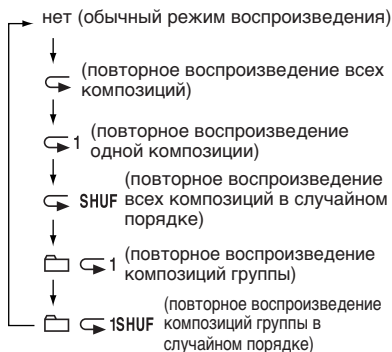 нет (обычный режим воспроизведения)
(повторное воспроизведение всех
композиций)
1 (повторное воспроизведение
одной композиции)
SHUF (повторное воспроизведение
всех композиций в случайном
порядке)
1 (повторное воспроизведение
композиций группы)
1SHUF (повторное воспроизведение
композиций группы в
случайном порядке)